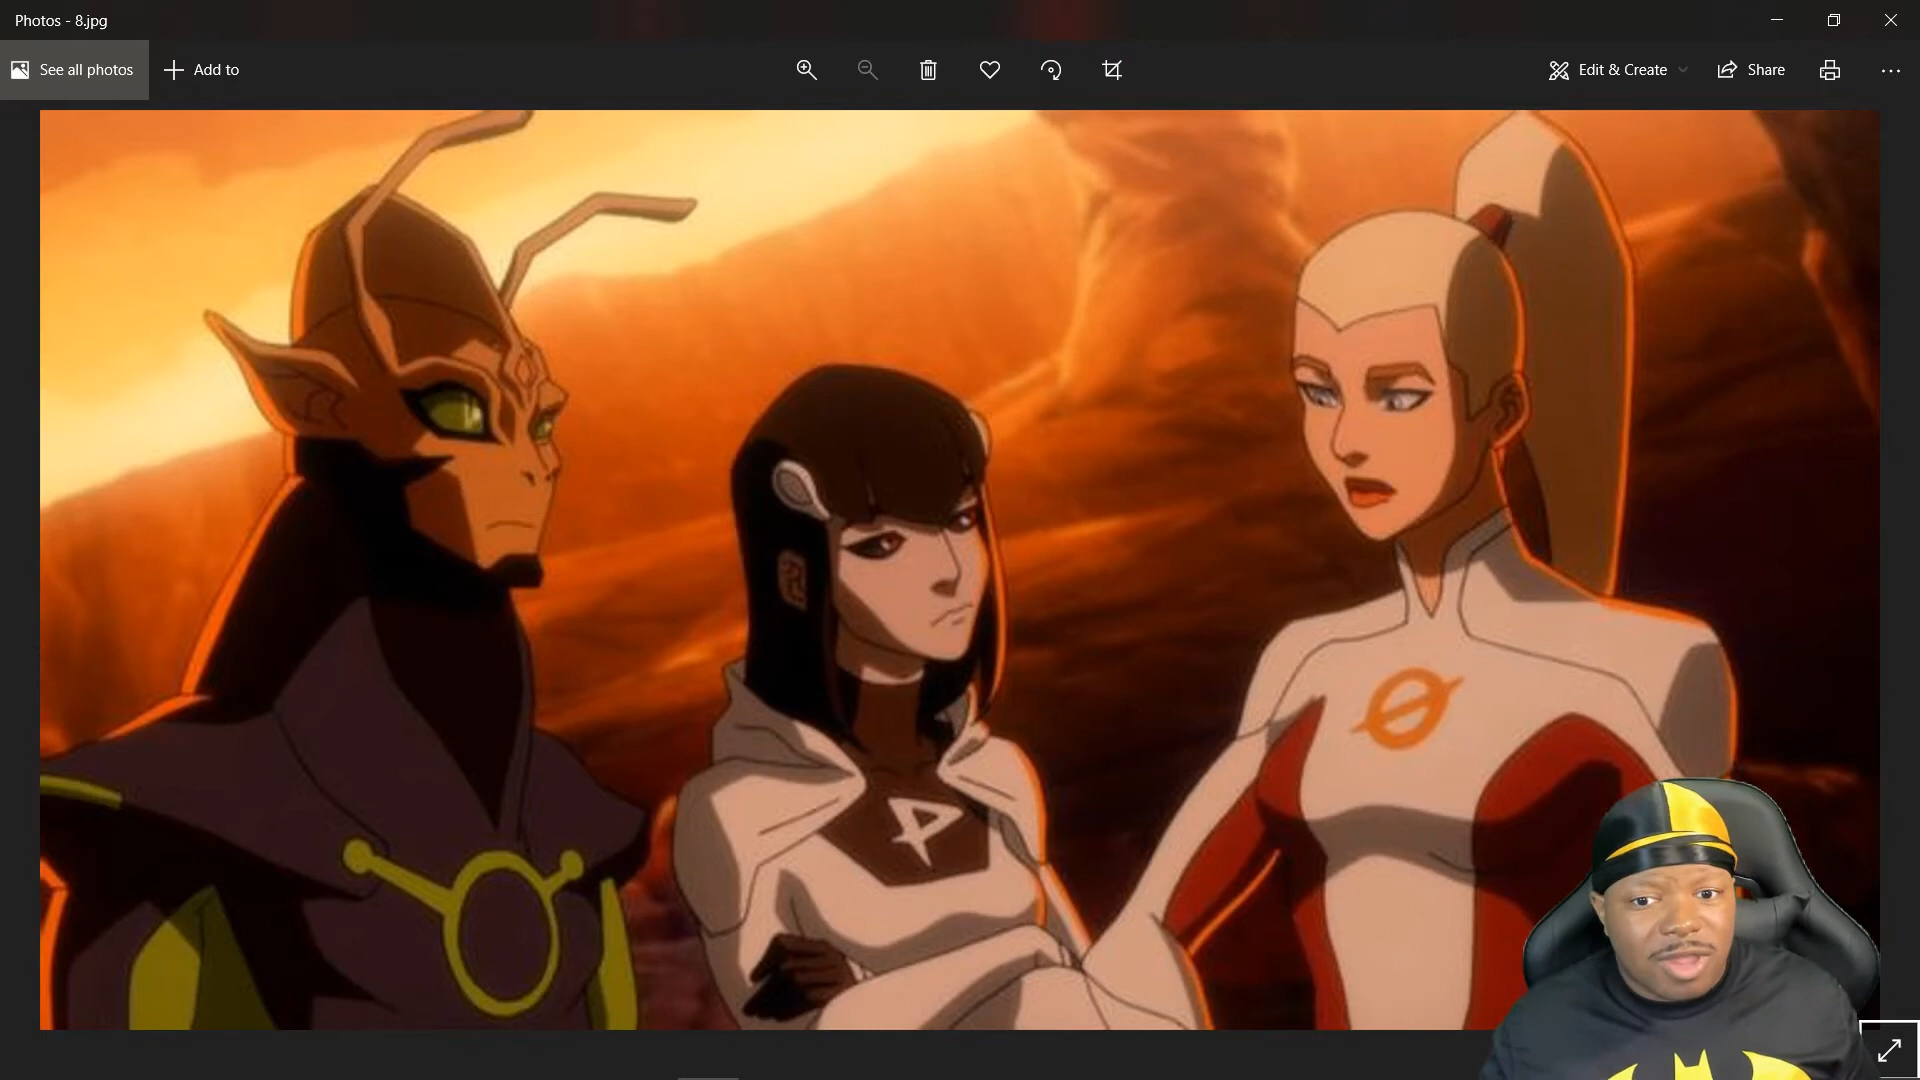 Photos - 8.jpg
See all photos
Add to
Edit & Create
Share